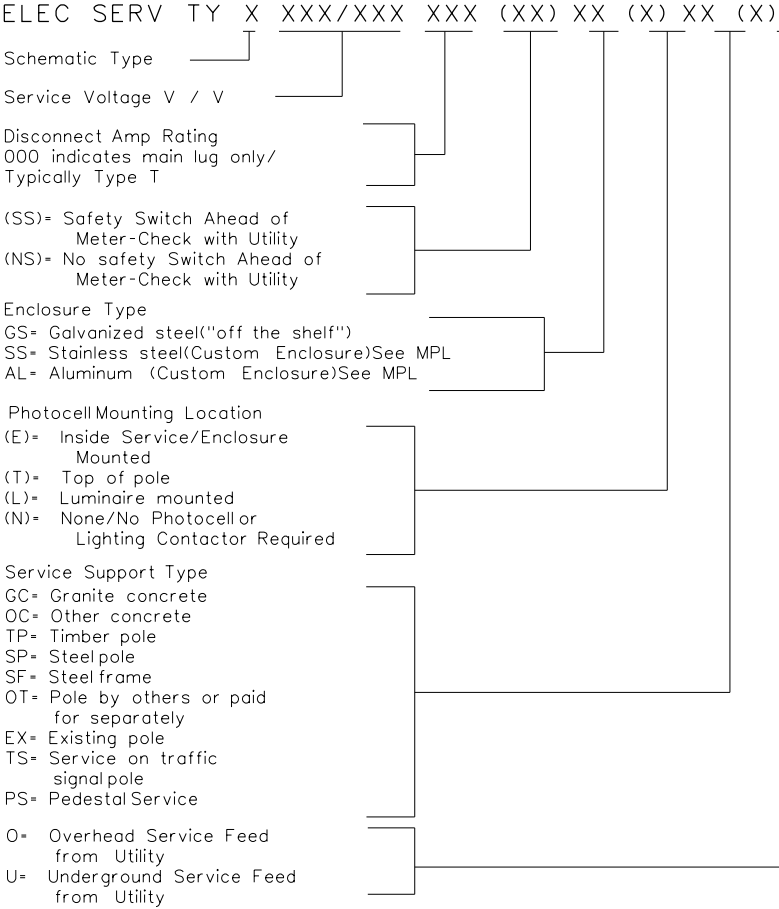 ELEC SERV TY X XXX/XXX XXX (XX) XX (X) XX (X)
Schematic Type
Service Voltage V / V
Disconnect Amp Rating
000 indicates main lug only/
Typically Type T
(SS)= Safety Switch Ahead of
Meter-Check with Utility
(NS)= No safety Switch Ahead of
Meter-Check with Utility
Enclosure Type
GS= Galvanized steel("off the shelf")
SS= Stainless steel(Custom Enclosure)See MPL
AL= Aluminum (Custom Enclosure)See MPL
Photocell Mounting Location
(E)= Inside Service/Enclosure
Mounted
(T)= Top of pole
(L)= Luminaire mounted
(N)= None/No Photocell or
Lighting Contactor Required
Service Support Type
GC= Granite concrete
OC= Other concrete
TP= Timber pole
SP= Steel pole
SF= Steel frame
OT= Pole by others or paid
for separately
EX= Existing pole
TS= Service on traffic
signal pole
PS= Pedestal Service
O= Overhead Service Feed
from Utility
U= Underground Service Feed
from Utility